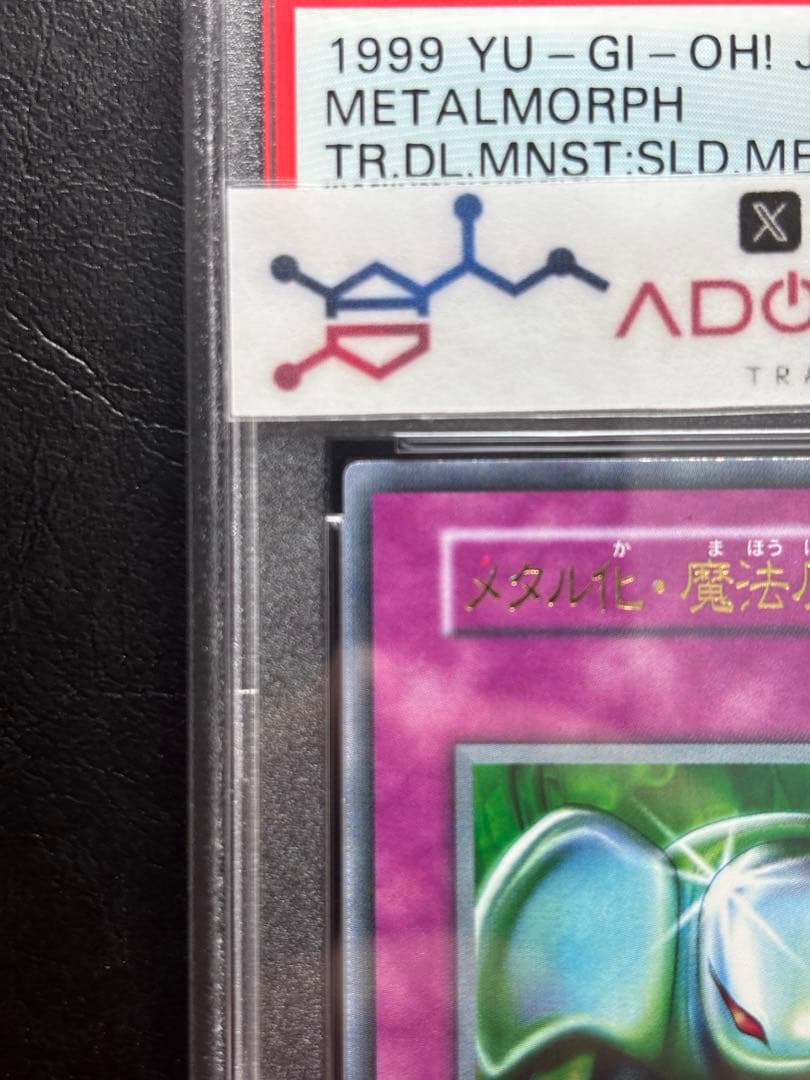 1999 YU-GI-OH! J
METALMORPH
TR.DL.MNST:SLD.ME
X
ADO
TRA
か ま ほう
メタル化・魔法